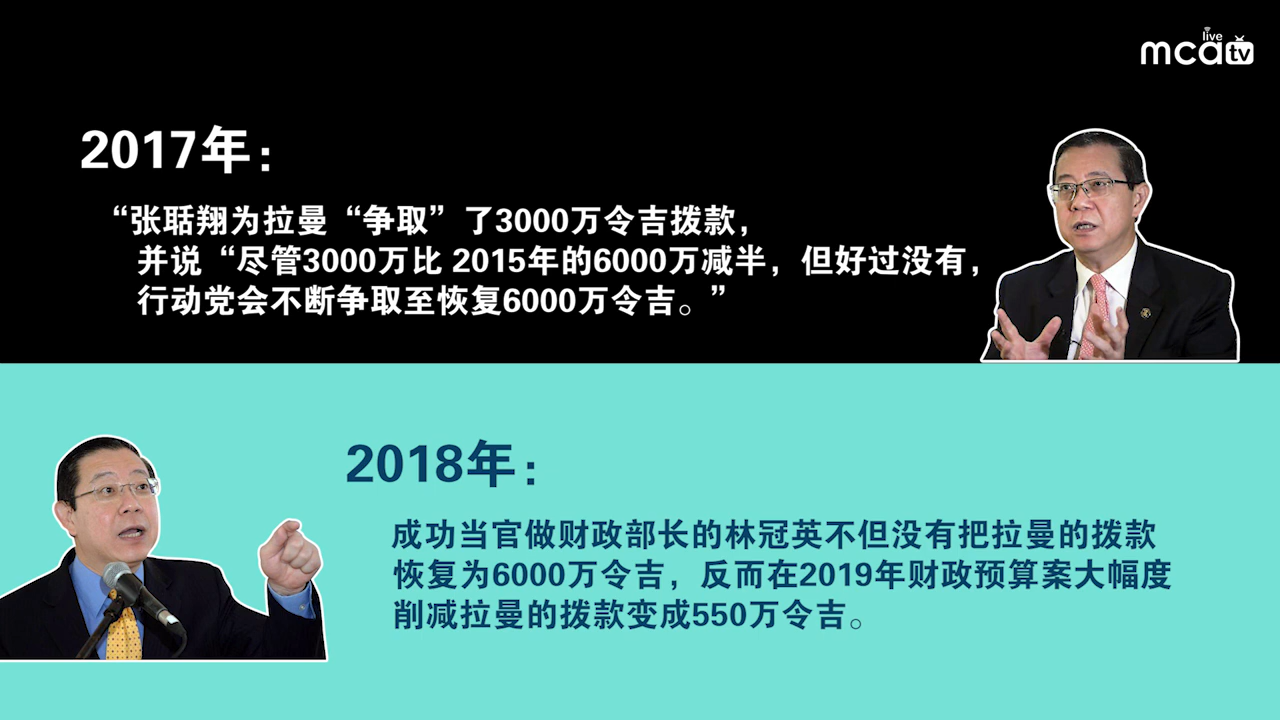 live
mcatv
2017年：
“张聒翔为拉曼“争取”了3000万令吉拨款，
并说“尽管3000万比 2015年的6000万减半，但好过没有，
行动党会不断争取至恢复6000万令吉。”
2018年：
成功当官做财政部长的林冠英不但没有把拉曼的拨款
恢复为6000万令吉，反而在2019年财政预算案大幅度
削减拉曼的拨款变成550万令吉。